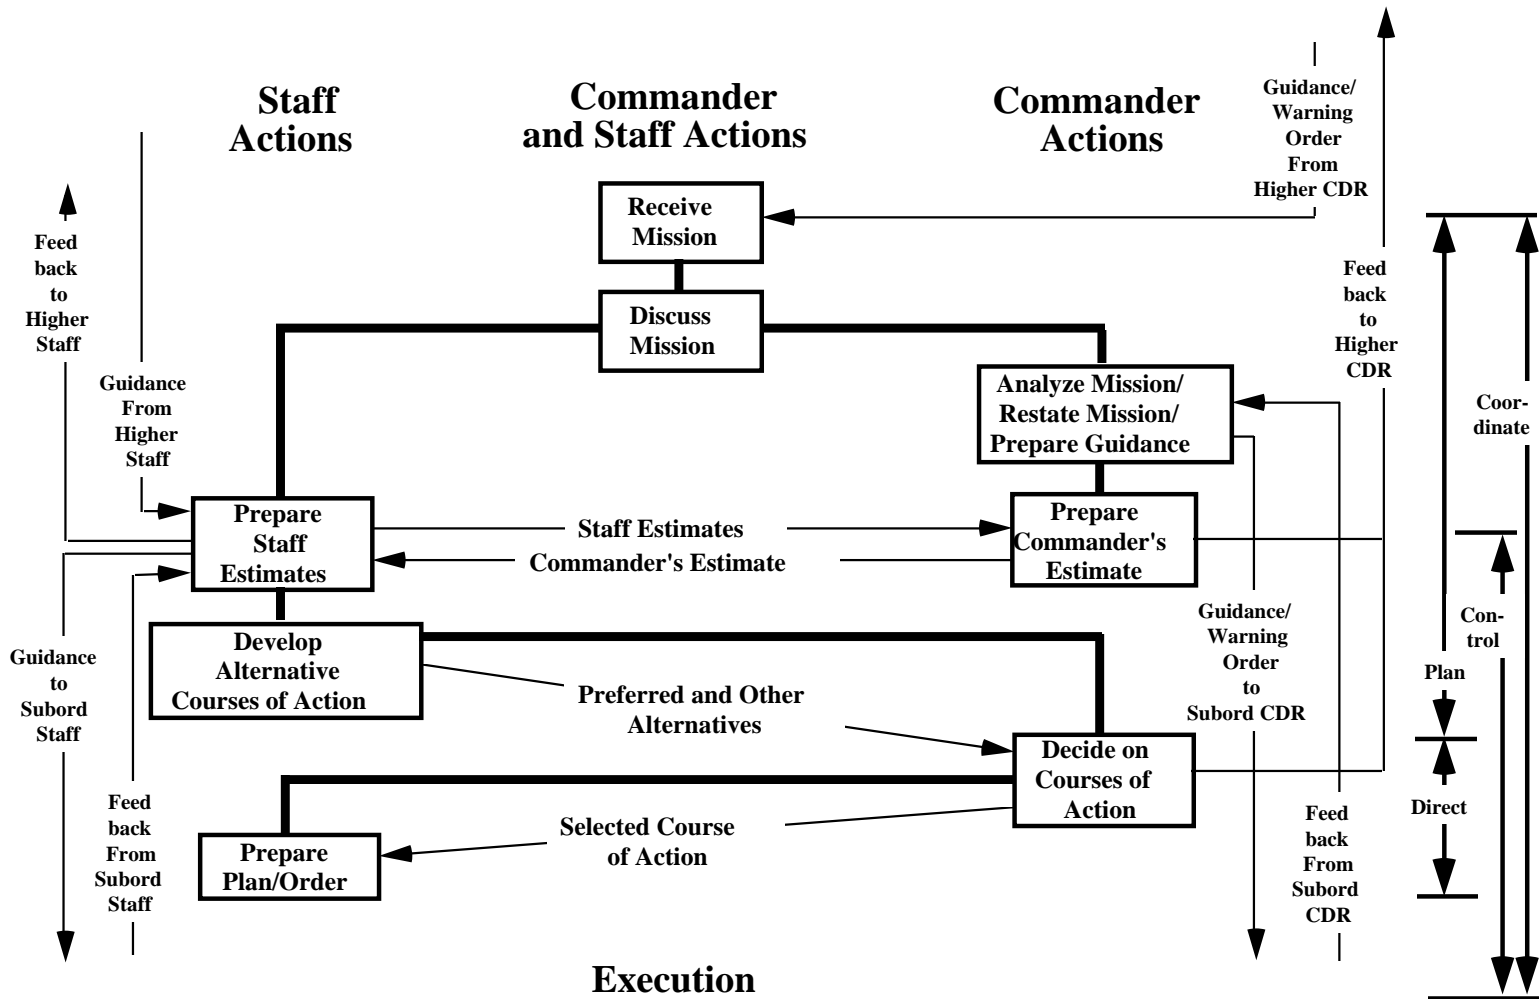 Staff
Actions
Commander
and Staff Actions
Commander
Actions
Guidance/
Warning
Order
From
Higher CDR
Receive
Mission
Feed
back
to
Higher
Staff
Feed
back
to
Higher
CDR
Discuss
Mission
Guidance
From
Higher
Staff
Analyze Mission/
Restate Mission/
Prepare Guidance
Coor-
dinate
Prepare
Staff
Estimates
Staff Estimates
Commander's Estimate
Prepare
Commander's
Estimate
Guidance/
Warning
Order
to
Subord CDR
Con-
trol
Plan
Guidance
to
Subord
Staff
Develop
Alternative
Courses of Action
Preferred and Other
Alternatives
Decide on
Courses of
Action
Direct
Feed
back
From
Subord
Staff
Selected Course
of Action
Feed
back
From
Subord
CDR
Prepare
Plan/Order
Execution